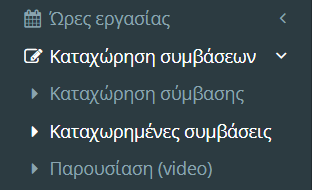 Ώρες εργασίας
Καταχώρηση συμβάσεων
Καταχώρηση σύμβασης
Καταχωρημένες συμβάσεις
Παρουσίαση (video)